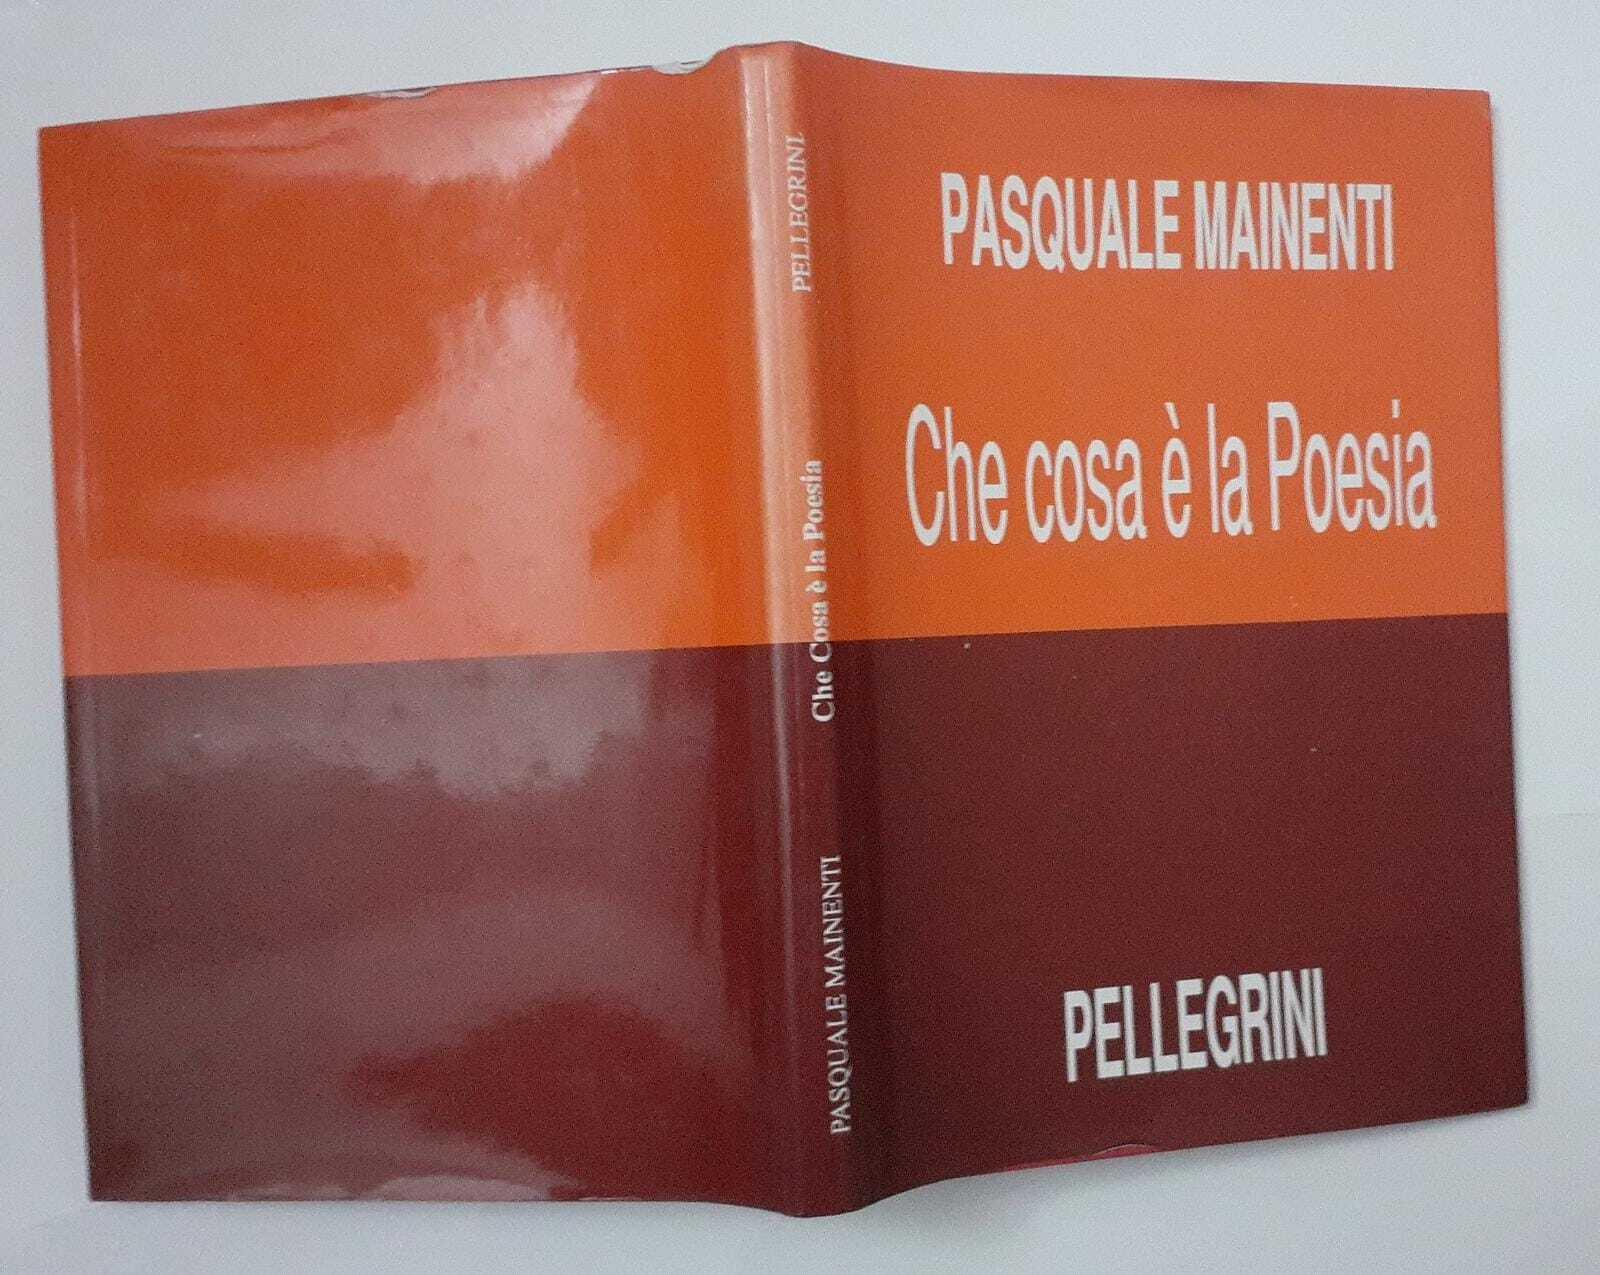 PELLEGRINI
Che Cosa è la Poesia
PASQUALE MAINENTI
PASQUALE MAINENTI
Che cosa è la Poesia
PELLEGRINI